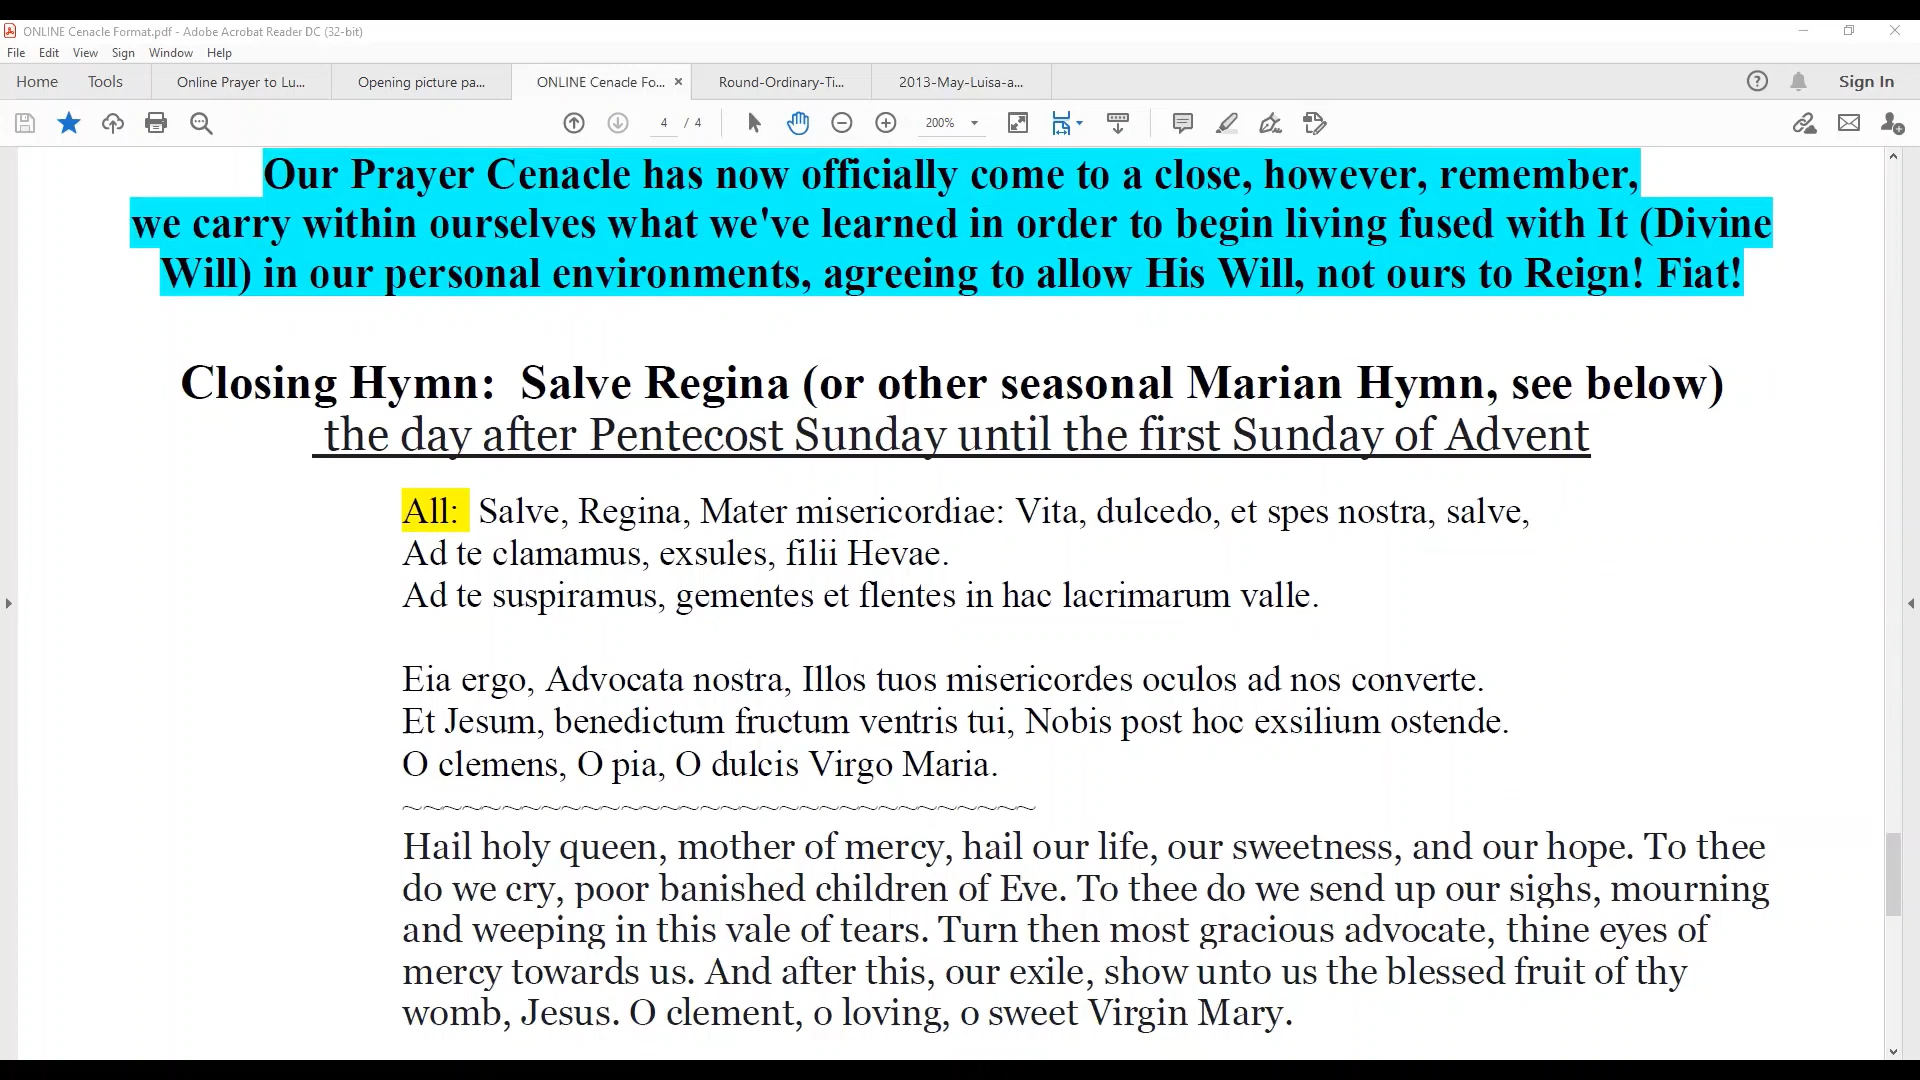 ONLINE Cenacle Format.pdf - Adobe Acrobat Reader DC (32-bit)
File Edit View Sign Window Help
Home Tools Online Prayer to Lu... Opening picture pa... ONLINE Cenacle Fo... Round-Ordinary-Ti... 2013-May-Luisa-a... Sign In
4 / 4 200%
Our Prayer Cenacle has now officially come to a close, however, remember,
we carry within ourselves what we've learned in order to begin living fused with It (Divine
Will) in our personal environments, agreeing to allow His Will, not ours to Reign! Fiat!
Closing Hymn: Salve Regina (or other seasonal Marian Hymn, see below)
the day after Pentecost Sunday until the first Sunday of Advent
All: Salve, Regina, Mater misericordiae: Vita, dulcedo, et spes nostra, salve,
Ad te clamamus, exsules, filii Hevae.
Ad te suspiramus, gementes et flentes in hac lacrimarum valle.
Eia ergo, Advocata nostra, Illos tuos misericordes oculos ad nos converte.
Et Jesum, benedictum fructum ventris tui, Nobis post hoc exsilium ostende.
O clemens, O pia, O dulcis Virgo Maria.
~~~~~~~~~~~~~~~~~~~~~~~~~~~~~~~~
Hail holy queen, mother of mercy, hail our life, our sweetness, and our hope. To thee
do we cry, poor banished children of Eve. To thee do we send up our sighs, mourning
and weeping in this vale of tears. Turn then most gracious advocate, thine eyes of
mercy towards us. And after this, our exile, show unto us the blessed fruit of thy
womb, Jesus. O clement, o loving, o sweet Virgin Mary.